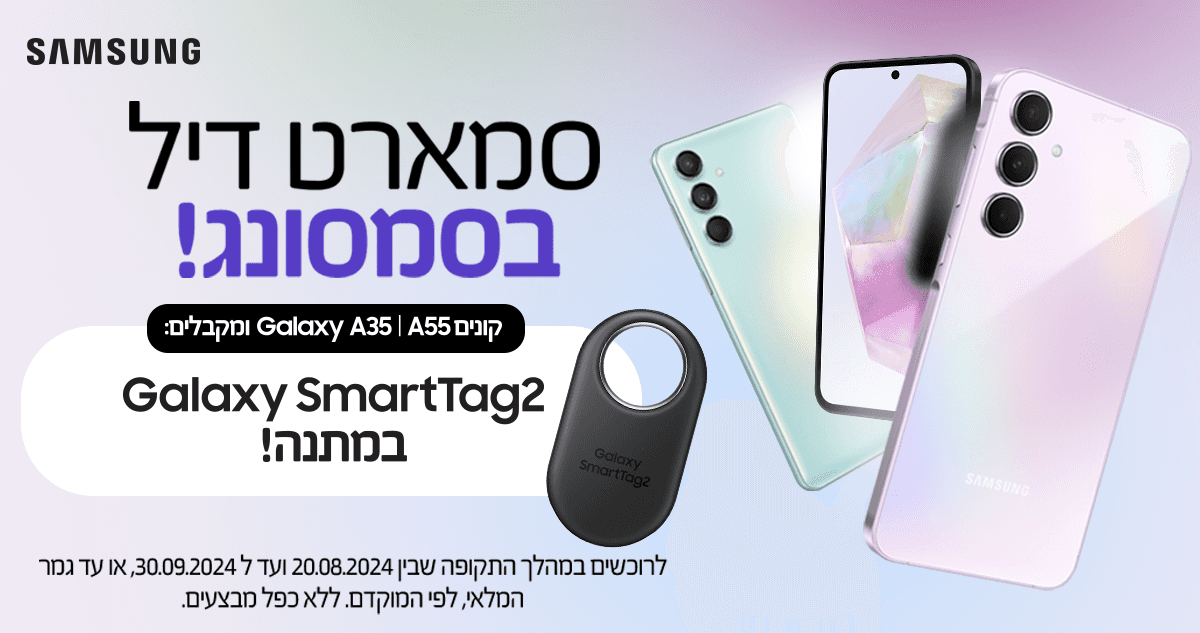 SAMSUNG
סמארט דיל
בסמסונג!
קונים Galaxy A35 | A55 ומקבלים:
Galaxy SmartTag2
במתנה!
Galaxy
SmartTag2
SAMSUNG
לרוכשים במהלך התקופה שבין 20.08.2024 ועד ל 30.09.2024, או עד גמר
המלאי, לפי המוקדם. ללא כפל מבצעים.